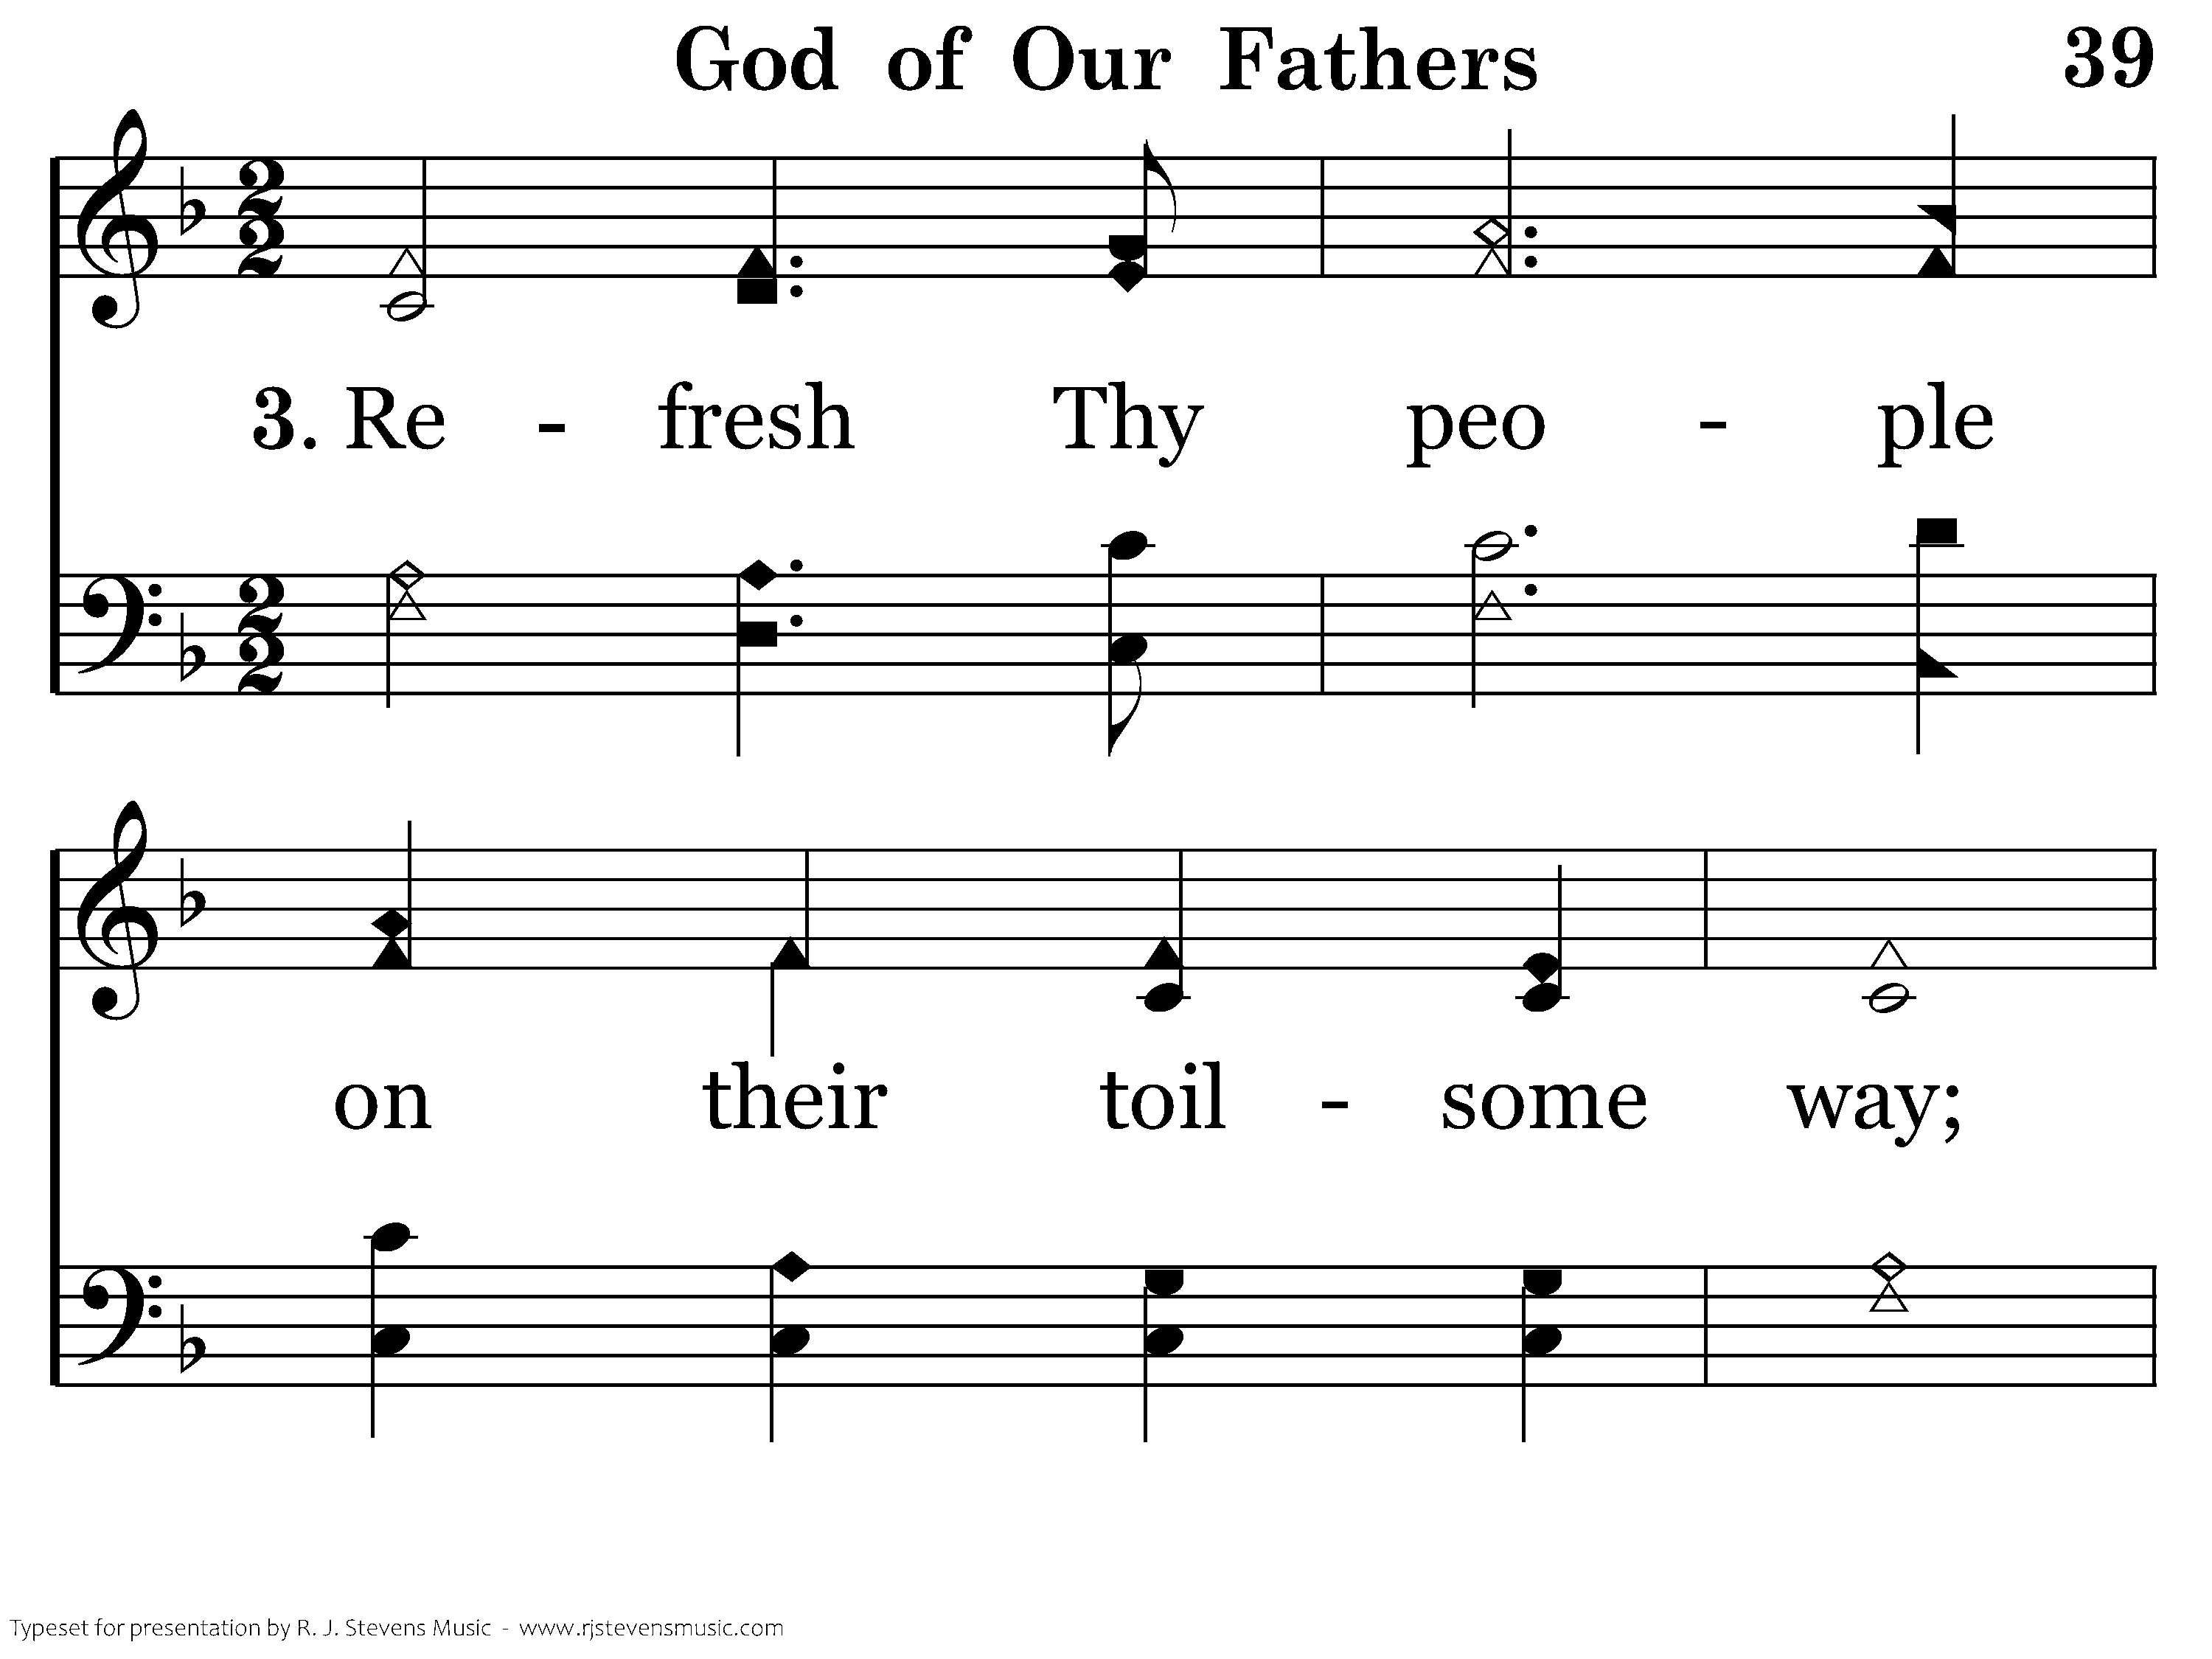 God of Our Fathers 39
3. Re - fresh Thy peo - ple
on their toil - some way;
Typeset for presentation by R. J. Stevens Music - www.rjstevensmusic.com